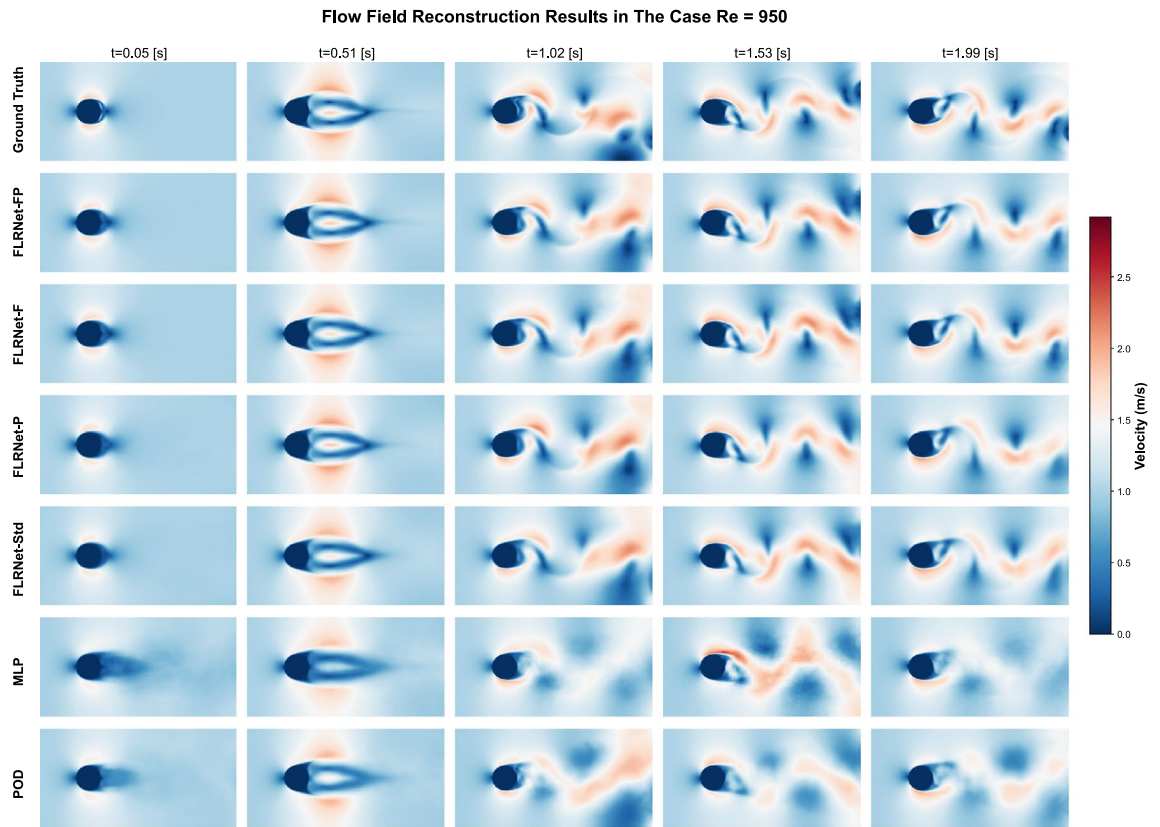 Flow Field Reconstruction Results in The Case Re = 950
t=0.05 [s]
t=0.51 [s]
t=1.02 [s]
t=1.53 [s]
t=1.99 [s]
Ground Truth
FLRNet-FP
FLRNet-F
FLRNet-P
FLRNet-Std
MLP
POD
2.5
2.0
1.5
1.0
0.5
0.0
Velocity (m/s)